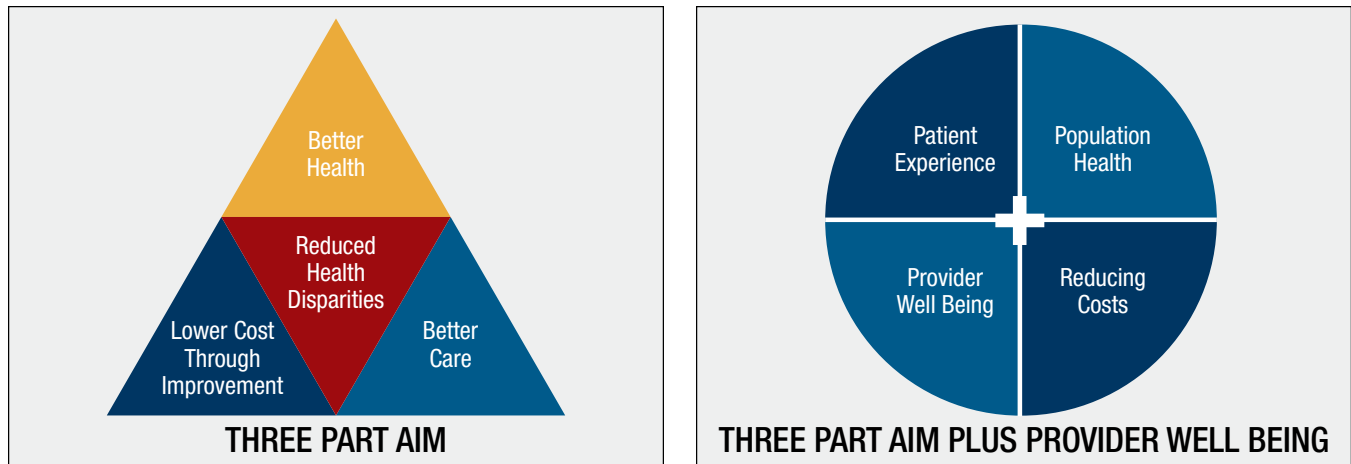 Better
Health
Reduced
Health
Disparities
Lower Cost
Through
Improvement
Better
Care
THREE PART AIM
Patient
Experience
Population
Health
Provider
Well Being
Reducing
Costs
THREE PART AIM PLUS PROVIDER WELL BEING